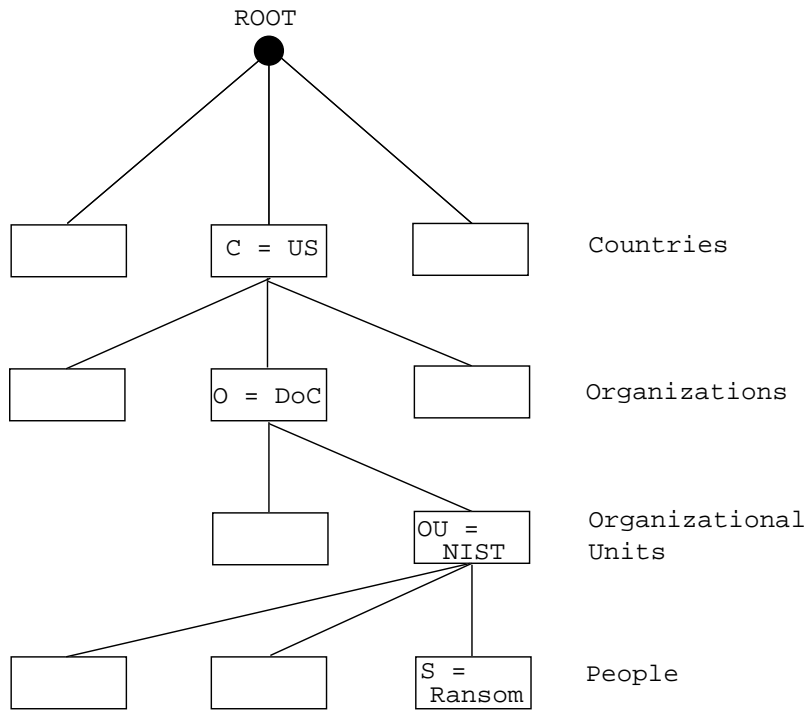 ROOT
C = US
Countries
O = DoC
Organizations
OU =
NIST
Organizational
Units
S =
Ransom
People